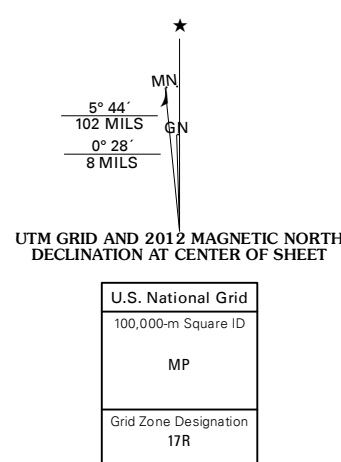 ★
MN
5° 44´
102 MILS
GN
0° 28´
8 MILS
UTM GRID AND 2012 MAGNETIC NORTH
DECLINATION AT CENTER OF SHEET
U.S. National Grid
100,000-m Square ID
MP
Grid Zone Designation
17R